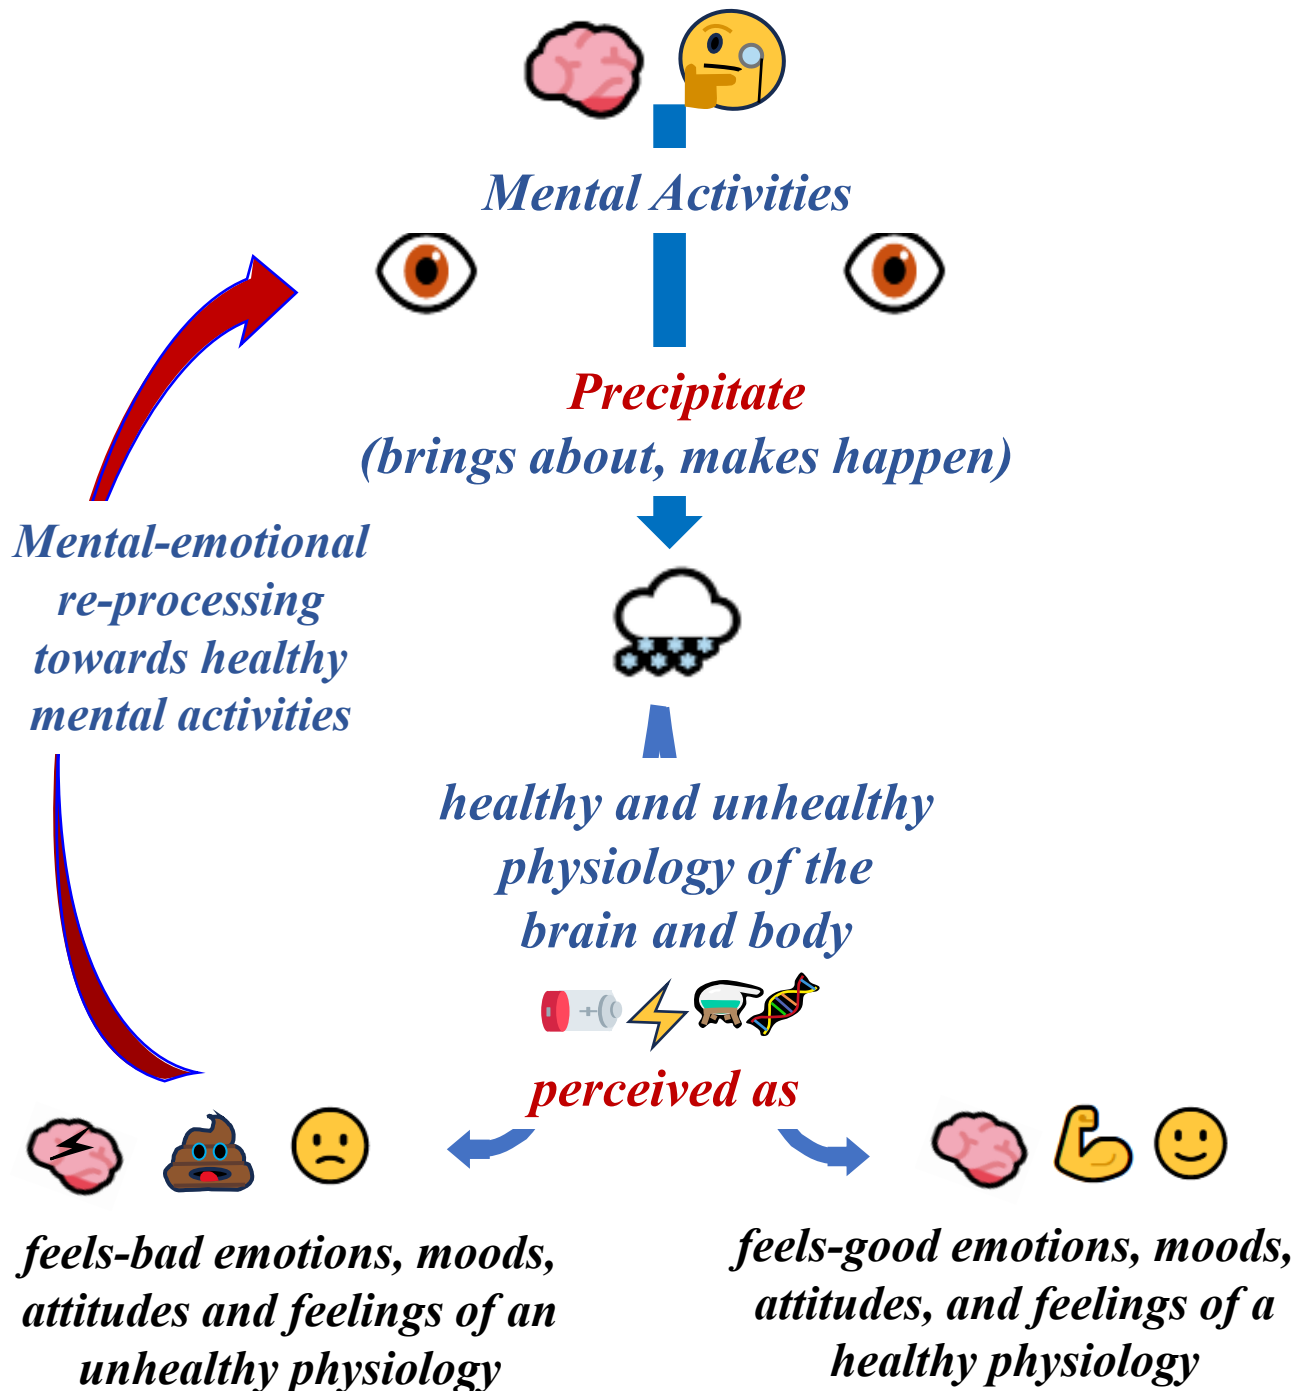 Mental Activities
Precipitate
(brings about, makes happen)
Mental-emotional
re-processing
towards healthy
mental activities
healthy and unhealthy
physiology of the
brain and body
perceived as
feels-bad emotions, moods,
attitudes and feelings of an
unhealthy physiology
feels-good emotions, moods,
attitudes, and feelings of a
healthy physiology